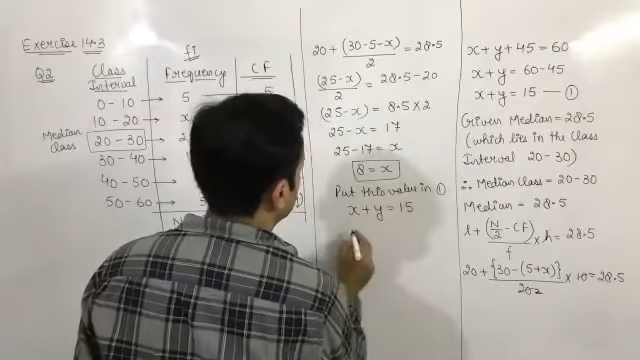 Exercise 14.3
Q2
Class Interval
fi
Frequency
CF
0-10 → 5
5
10-20 → x
Median Class
20-30 → 2
30-40 →
40-50 →
50-60 → 5
N
20 + (30-5-x)/2 = 28.5
(25-x)/2 = 28.5-20
(25-x) = 8.5×2
25-x = 17
25-17 = x
8 = x
Put this value in ①
x+y = 15
x+y+45 = 60
x+y = 60-45
x+y = 15 — ①
Given Median = 28.5
(which lies in the Class
Interval 20-30)
∴ Median Class = 20-30
Median = 28.5
l + (N/2 - CF)/f × h = 28.5
20 + {30-(5+x)}/20 2 × 10 = 28.5